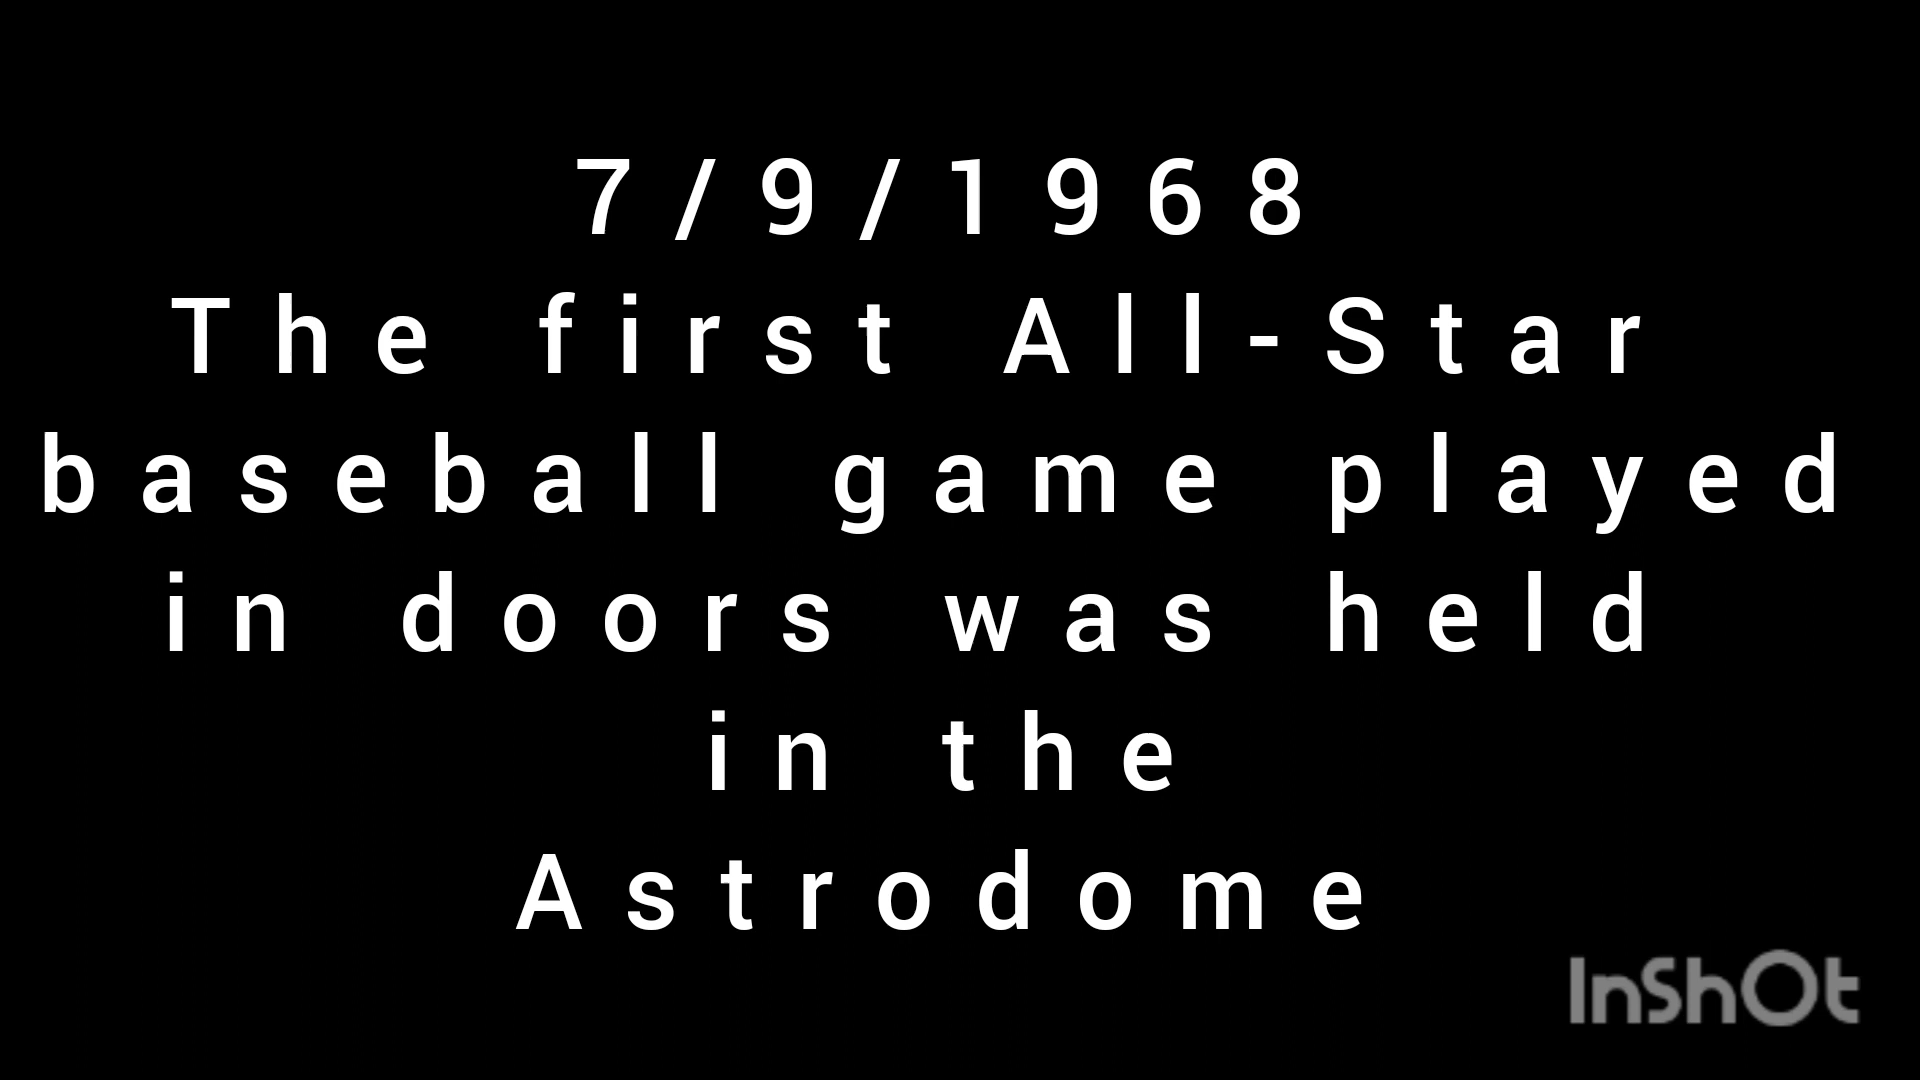 7/9/1968
The first All-Star
baseball game played
in doors was held
in the
Astrodome
InShOt